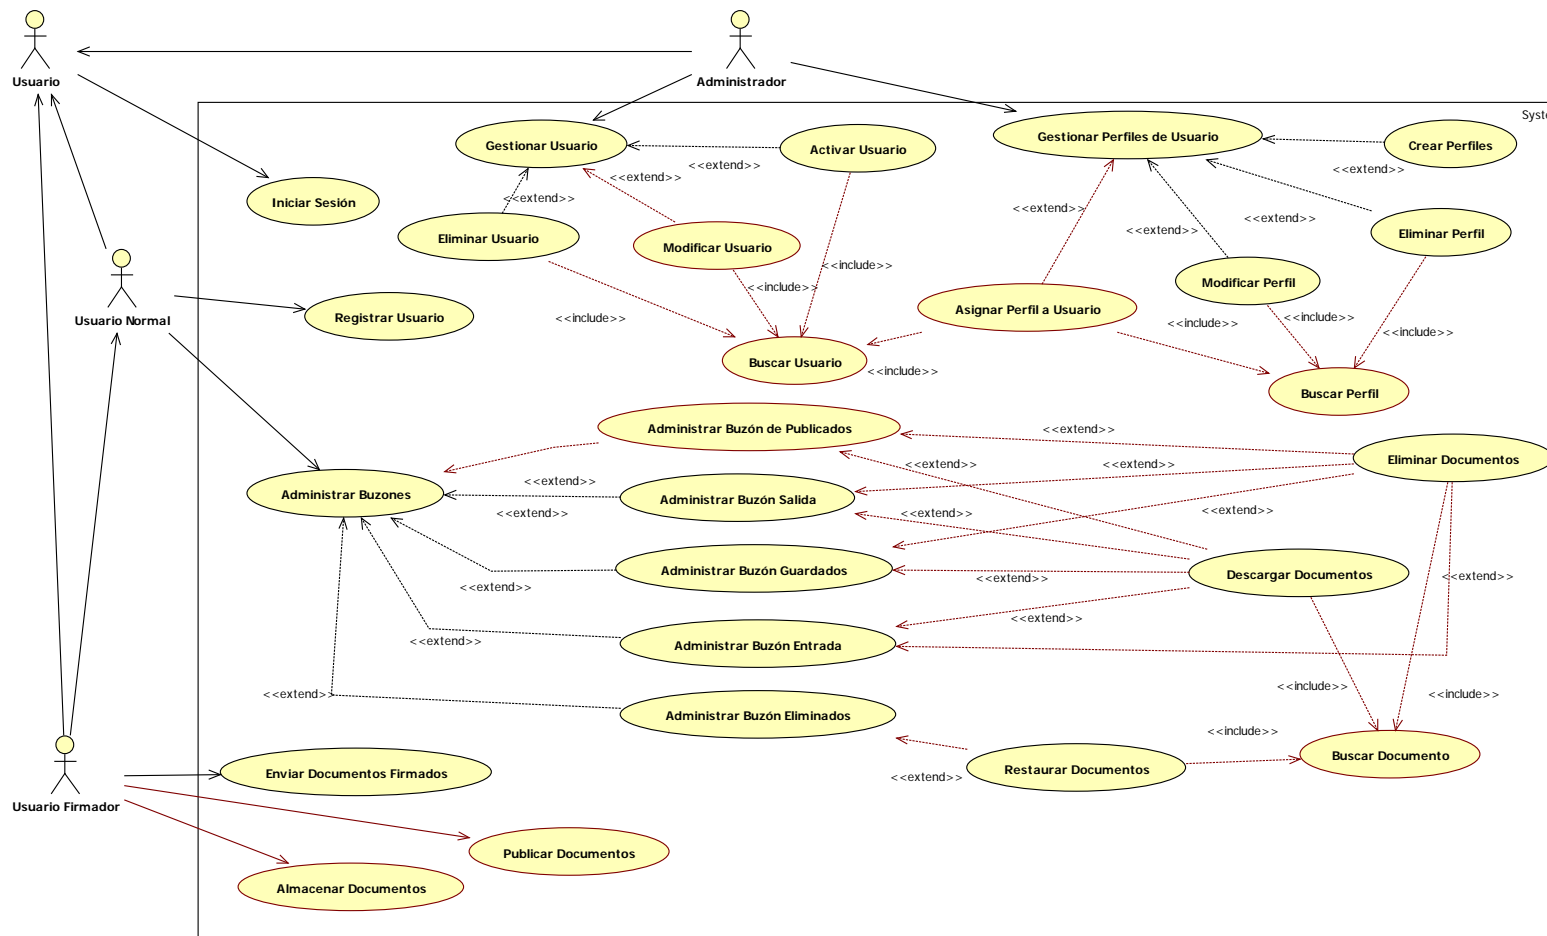 Usuario
Administrador
Syste
Gestionar Usuario
Activar Usuario
<<extend>>
Gestionar Perfiles de Usuario
Crear Perfiles
<<extend>>
<<extend>>
<<extend>>
Iniciar Sesión
Eliminar Usuario
Modificar Usuario
<<extend>>
<<extend>>
<<extend>>
Eliminar Perfil
<<include>>
<<include>>
Modificar Perfil
Usuario Normal
Registrar Usuario
<<include>>
Asignar Perfil a Usuario
<<include>>
<<include>>
<<include>>
Buscar Usuario
<<include>>
Buscar Perfil
Administrar Buzón de Publicados
<<extend>>
Eliminar Documentos
<<extend>>
<<extend>>
Administrar Buzones
<<extend>>
Administrar Buzón Salida
<<extend>>
<<extend>>
<<extend>>
Administrar Buzón Guardados
<<extend>>
<<extend>>
Descargar Documentos
<<extend>>
<<extend>>
Administrar Buzón Entrada
<<extend>>
<<extend>>
Administrar Buzón Eliminados
<<include>>
<<include>>
<<include>>
Buscar Documento
Enviar Documentos Firmados
<<extend>>
Restaurar Documentos
Usuario Firmador
Publicar Documentos
Almacenar Documentos